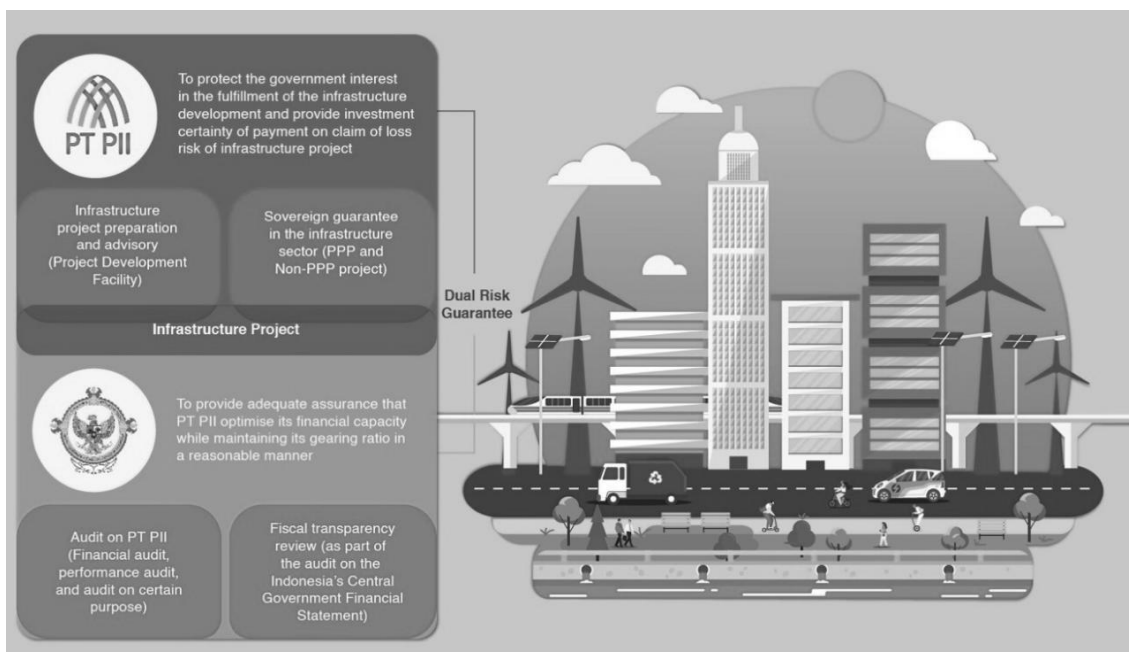 PT PII
To protect the government interest
in the fulfillment of the infrastructure
development and provide investment
certainty of payment on claim of loss
risk of infrastructure project
Infrastructure
project preparation
and advisory
(Project Development
Facility)
Sovereign guarantee
in the infrastructure
sector (PPP and
Non-PPP project)
Infrastructure Project
Dual Risk
Guarantee
To provide adequate assurance that
PT PII optimise its financial capacity
while maintaining its gearing ratio in
a reasonable manner
Audit on PT PII
(Financial audit,
performance audit,
and audit on certain
purpose)
Fiscal transparency
review (as part of
the audit on the
Indonesia's Central
Government Financial
Statement)